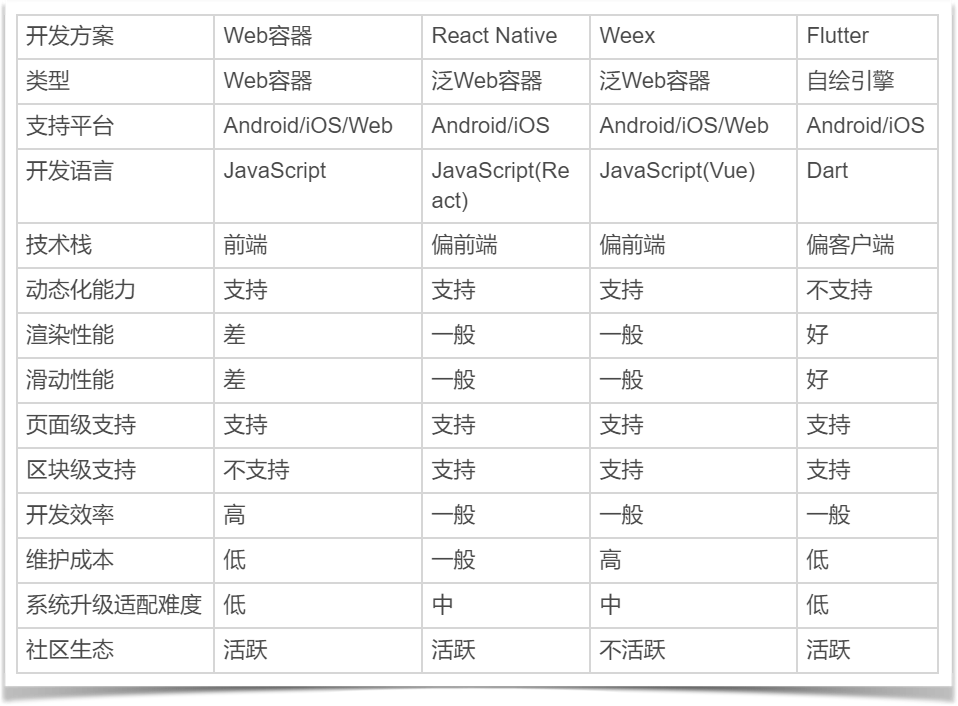 开发方案 Web容器 React Native Weex Flutter
类型 Web容器 泛Web容器 泛Web容器 自绘引擎
支持平台 Android/iOS/Web Android/iOS Android/iOS/Web Android/iOS
开发语言 JavaScript JavaScript(Re JavaScript(Vue) Dart
act)
技术栈 前端 偏前端 偏前端 偏客户端
动态化能力 支持 支持 支持 不支持
渲染性能 差 一般 一般 好
滑动性能 差 一般 一般 好
页面级支持 支持 支持 支持 支持
区块级支持 不支持 支持 支持 支持
开发效率 高 一般 一般 一般
维护成本 低 一般 高 低
系统升级适配难度 低 中 中 低
社区生态 活跃 活跃 不活跃 活跃